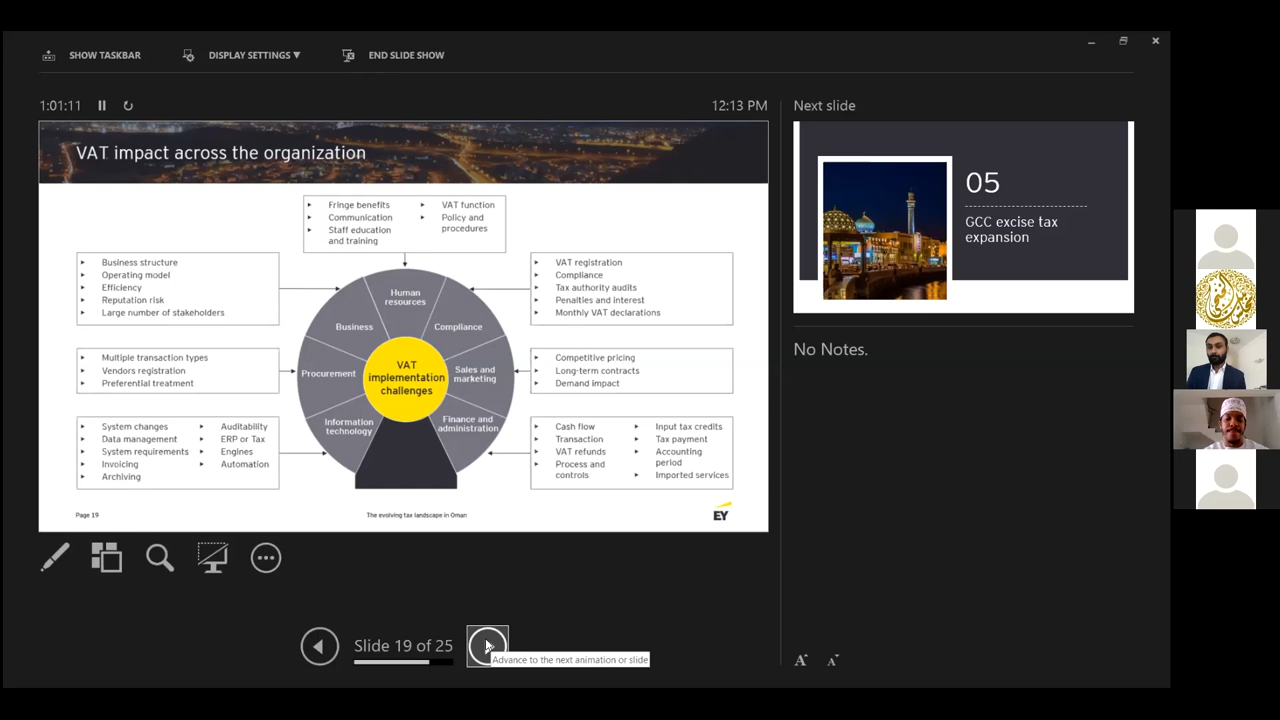 SHOW TASKBAR
DISPLAY SETTINGS ▼
END SLIDE SHOW
1:01:11
12:13 PM
VAT impact across the organization
Fringe benefits
Communication
Staff education
and training
VAT function
Policy and
procedures
Business structure
Operating model
Efficiency
Reputation risk
Large number of stakeholders
VAT registration
Compliance
Tax authority audits
Penalties and interest
Monthly VAT declarations
Human
resources
Business
Compliance
Multiple transaction types
Vendors registration
Preferential treatment
Procurement
VAT
implementation
challenges
Sales and
marketing
Competitive pricing
Long-term contracts
Demand impact
Information
technology
Finance and
administration
System changes
Data management
System requirements
Invoicing
Archiving
Auditability
ERP or Tax
Engines
Automation
Cash flow
Transaction
VAT refunds
Process and
controls
Input tax credits
Tax payment
Accounting
period
Imported services
Page 19
The evolving tax landscape in Oman
EY
Slide 19 of 25
Advance to the next animation or slide
Next slide
05
GCC excise tax
expansion
No Notes.
A
A